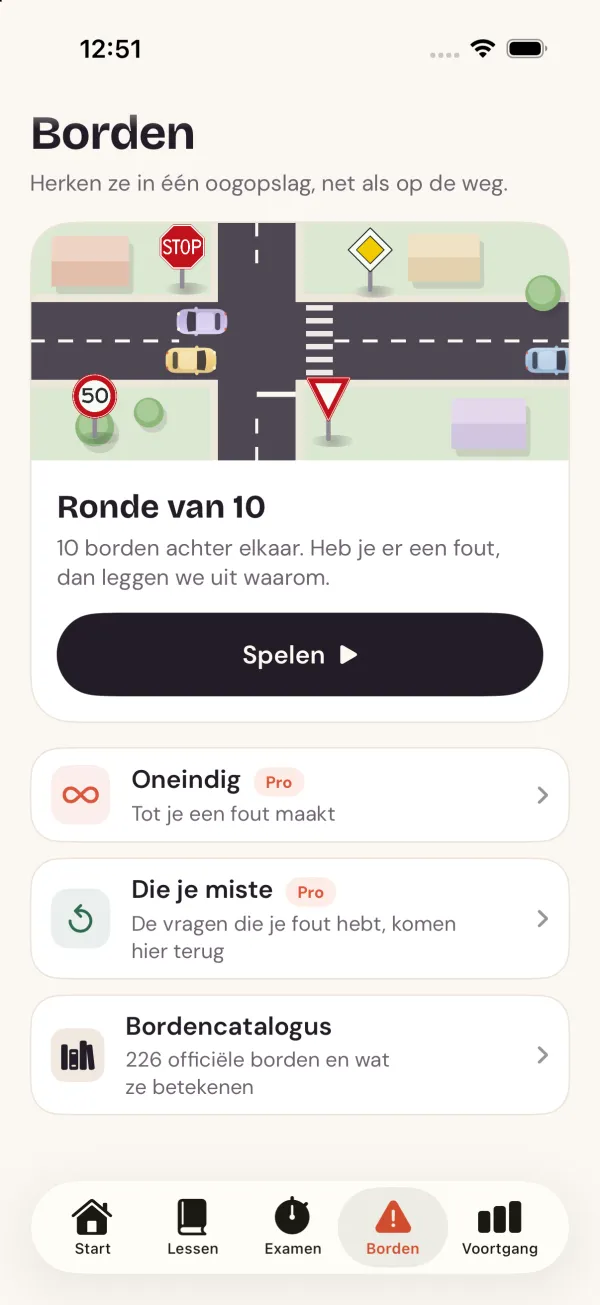 12:51
Borden
Herken ze in één oogopslag, net als op de weg.
STOP
50
Ronde van 10
10 borden achter elkaar. Heb je er een fout,
dan leggen we uit waarom.
Spelen
Oneindig Pro
Tot je een fout maakt
Die je miste Pro
De vragen die je fout hebt, komen
hier terug
Bordencatalogus
226 officiële borden en wat
ze betekenen
Start Lessen Examen Borden Voortgang